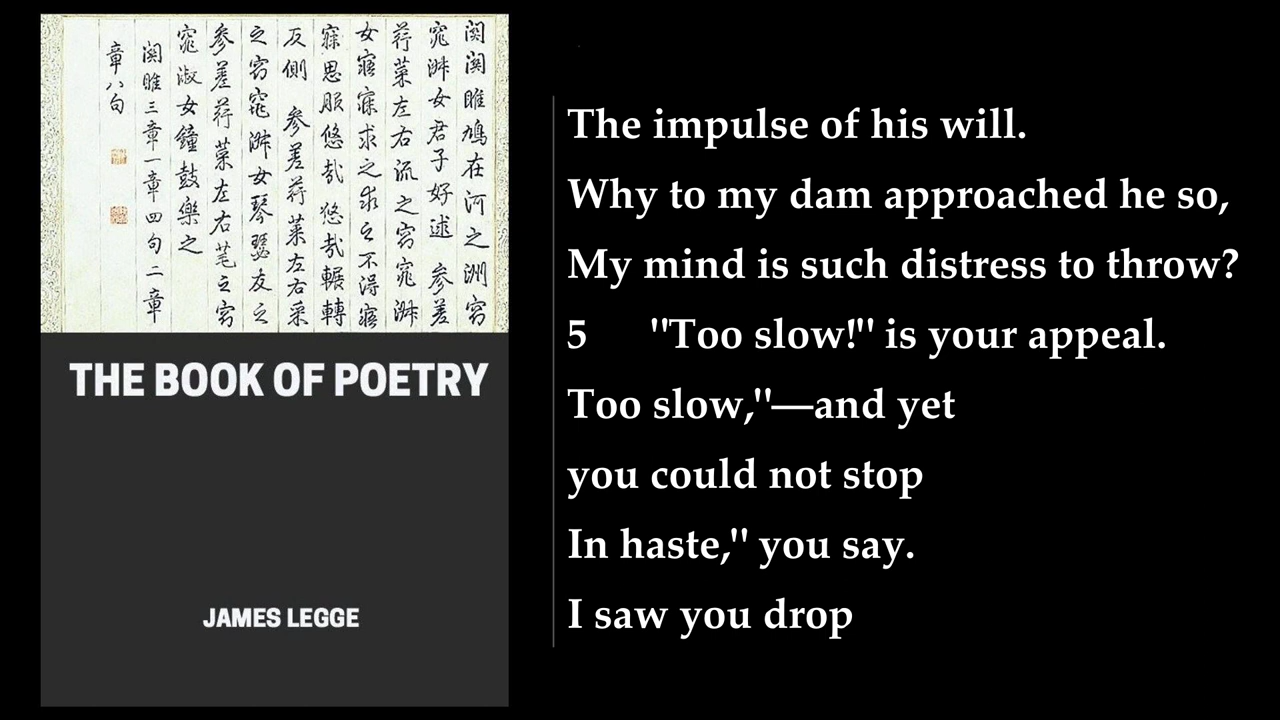 関関雎鳩在河之洲窈
窕淑女君子好逑 参差
荇菜左右流之窈窕淑
女寤寐求之求之不得寤
寐思服悠哉悠哉輾轉
反側 参差荇菜左右采
之窈窕淑女琴瑟友之
参差荇菜左右芼之窈
窕淑女鐘鼓樂之
関雎三章一章四句二章
章八句
THE BOOK OF POETRY
JAMES LEGGE
The impulse of his will.
Why to my dam approached he so,
My mind is such distress to throw?
5 "Too slow!"' is your appeal.
Too slow,"—and yet
you could not stop
In haste," you say.
I saw you drop